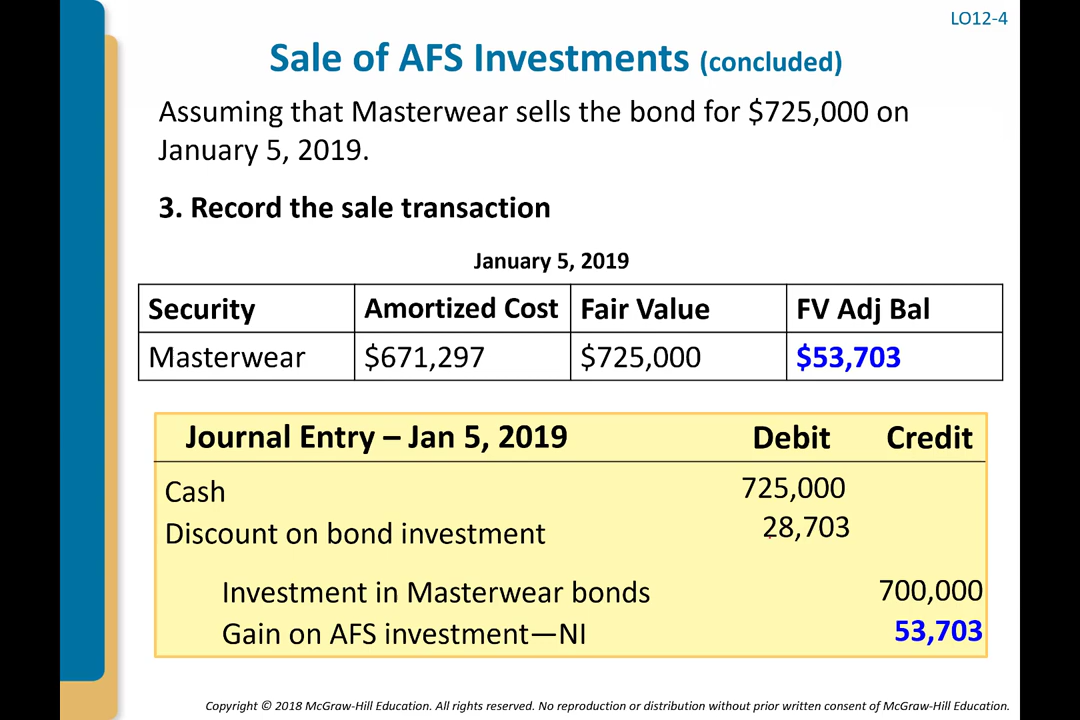 LO12-4
Sale of AFS Investments (concluded)
Assuming that Masterwear sells the bond for $725,000 on
January 5, 2019.
3. Record the sale transaction
January 5, 2019
Security Amortized Cost Fair Value FV Adj Bal
Masterwear $671,297 $725,000 $53,703
Journal Entry – Jan 5, 2019 Debit Credit
Cash 725,000
Discount on bond investment 28,703
Investment in Masterwear bonds 700,000
Gain on AFS investment—NI 53,703
Copyright © 2018 McGraw-Hill Education. All rights reserved. No reproduction or distribution without prior written consent of McGraw-Hill Education.